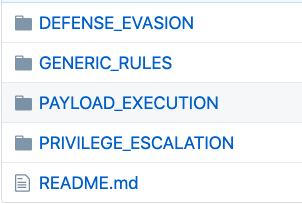 DEFENSE_EVASION
GENERIC_RULES
PAYLOAD_EXECUTION
PRIVILEGE_ESCALATION
README.md